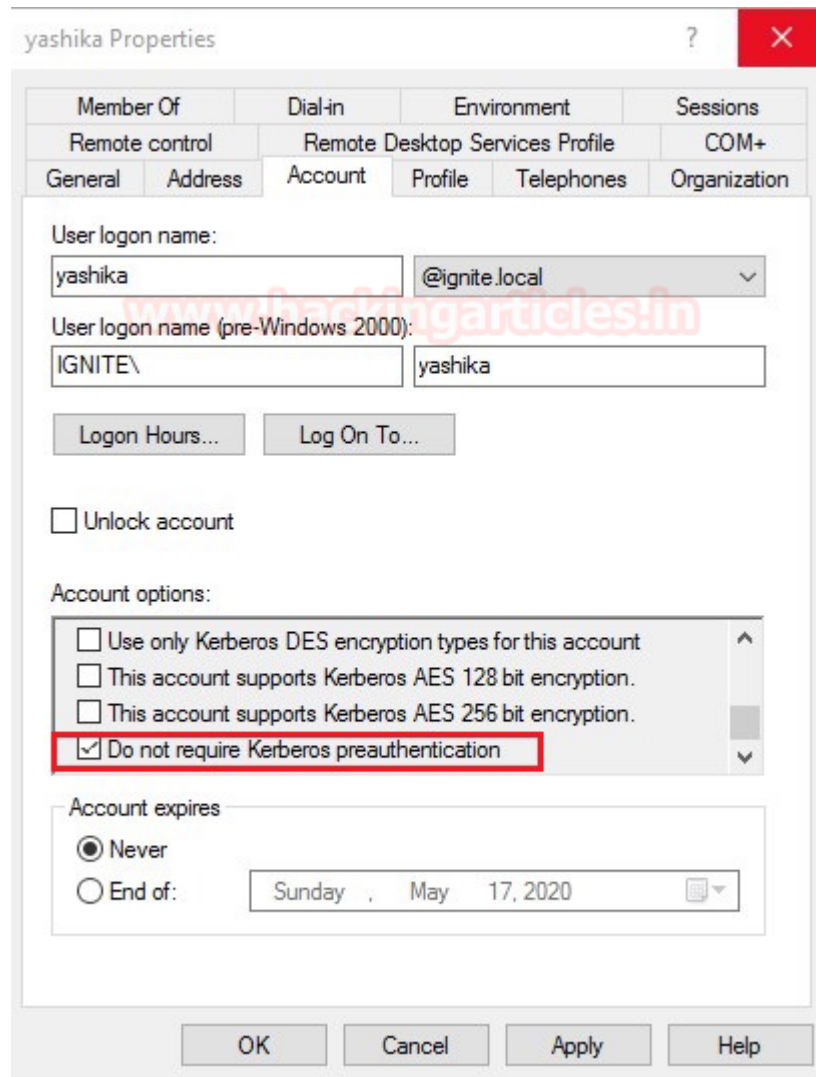 yashika Properties ?
Member Of Dial-in Environment Sessions
Remote control Remote Desktop Services Profile COM+
General Address Account Profile Telephones Organization
User logon name:
yashika @ignite.local
www.hackingarticles.in
User logon name (pre-Windows 2000):
IGNITE\ yashika
Logon Hours... Log On To...
Unlock account
Account options:
Use only Kerberos DES encryption types for this account
This account supports Kerberos AES 128 bit encryption.
This account supports Kerberos AES 256 bit encryption.
Do not require Kerberos preauthentication
Account expires
Never
End of: Sunday , May 17, 2020
OK Cancel Apply Help